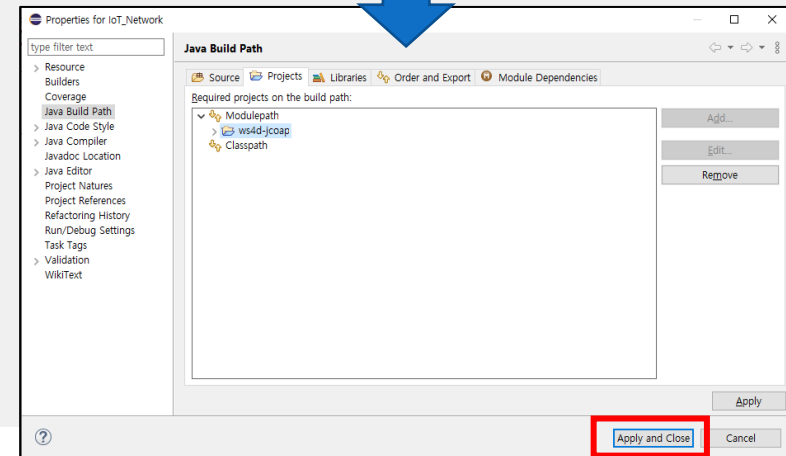 Properties for IoT_Network
type filter text
Resource
Builders
Coverage
Java Build Path
Java Code Style
Java Compiler
Javadoc Location
Java Editor
Project Natures
Project References
Refactoring History
Run/Debug Settings
Task Tags
Validation
WikiText
Java Build Path
Source Projects Libraries Order and Export Module Dependencies
Required projects on the build path:
Modulepath
ws4d-jcoap
Classpath
Add...
Edit...
Remove
Apply
Apply and Close Cancel